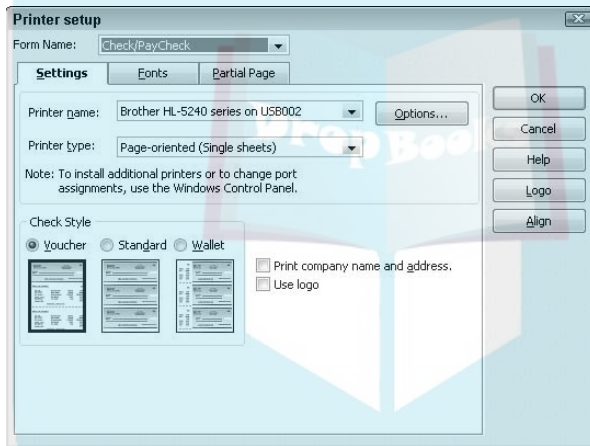 Printer setup
Form Name: Check/PayCheck
Settings Fonts Partial Page
Printer name: Brother HL-5240 series on USB002 Options...
Printer type: Page-oriented (Single sheets)
Note: To install additional printers or to change port
assignments, use the Windows Control Panel.
OK
Cancel
Help
Logo
Align
Check Style
Voucher Standard Wallet
Print company name and address.
Use logo
DropBooks